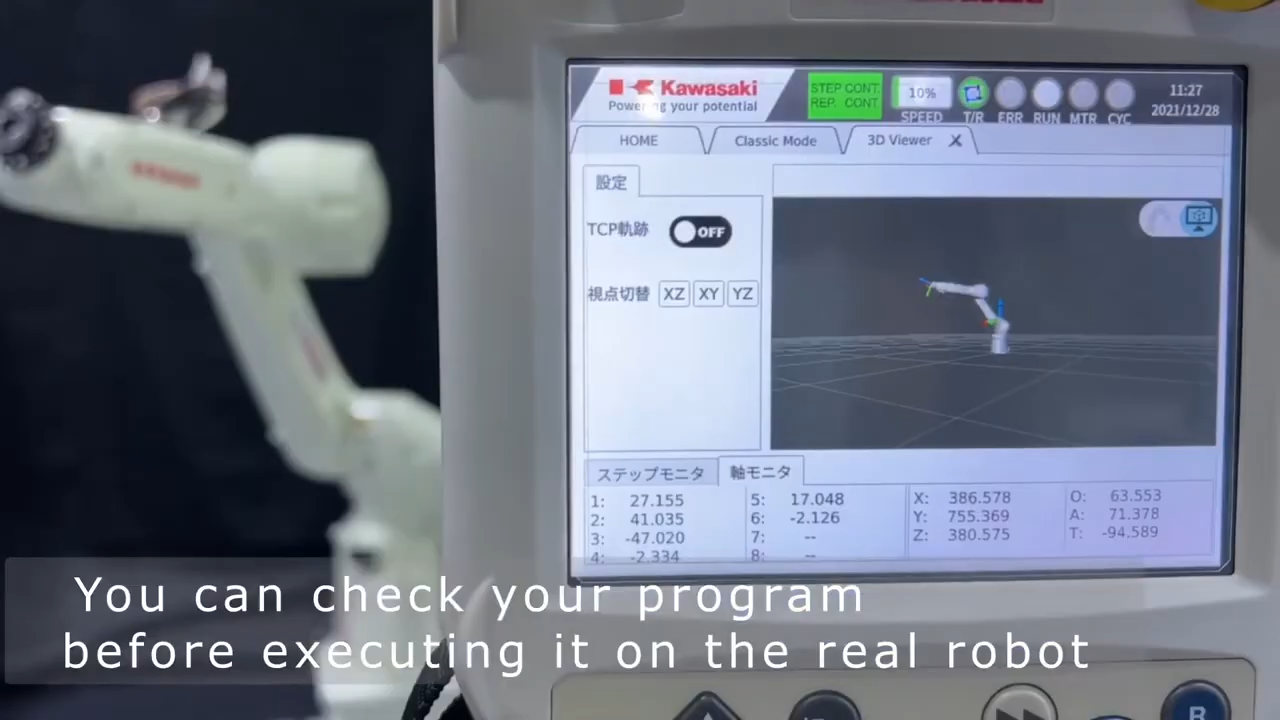 Kawasaki
Powering your potential
STEP CONT.
REP. CONT
10%
SPEED
T/R
ERR
RUN
MTR
CYC
11:27
2021/12/28
HOME
Classic Mode
3D Viewer
X
設定
TCP軌跡
OFF
視点切替
XZ
XY
YZ
ステップモニタ
軸モニタ
1: 27.155
2: 41.035
3: -47.020
4: -2.334
5: 17.048
6: -2.126
7: --
8: --
X: 386.578
Y: 755.369
Z: 380.575
O: 63.553
A: 71.378
T: -94.589
You can check your program
before executing it on the real robot
R